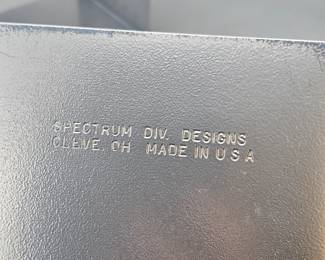 SPECTRUM DIV. DESIGNS
CLEVE. OH MADE IN U S A